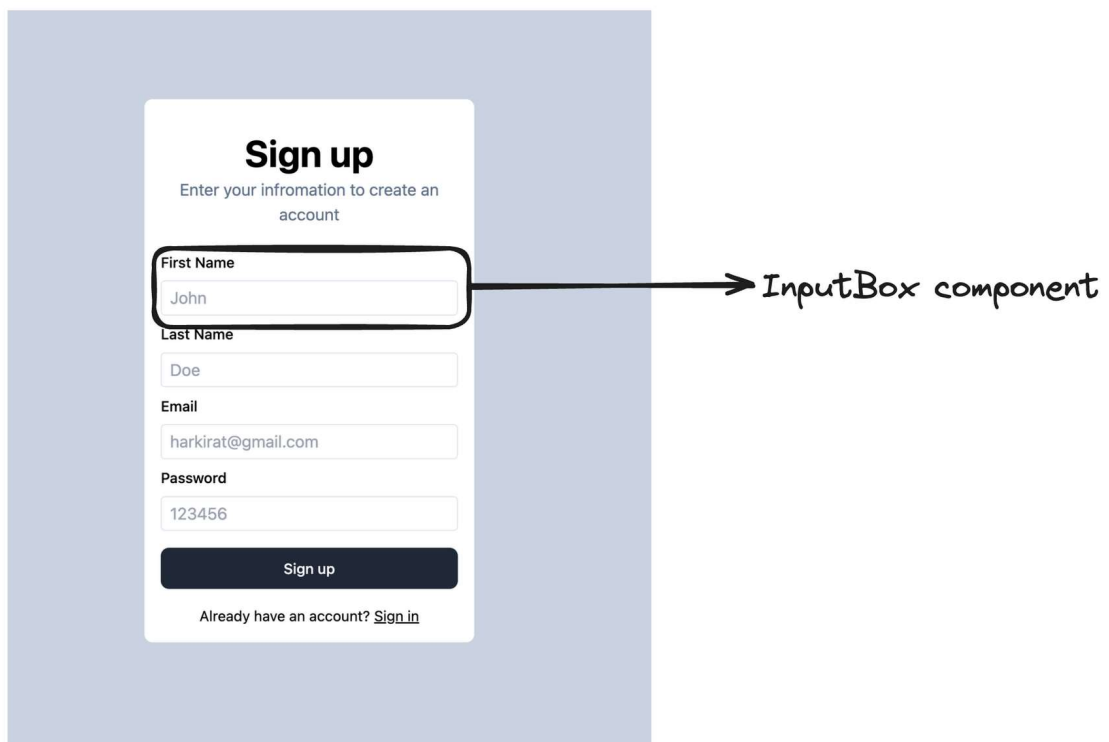 Sign up
Enter your infromation to create an
account
First Name
John
InputBox component
Last Name
Doe
Email
harkirat@gmail.com
Password
123456
Sign up
Already have an account? Sign in